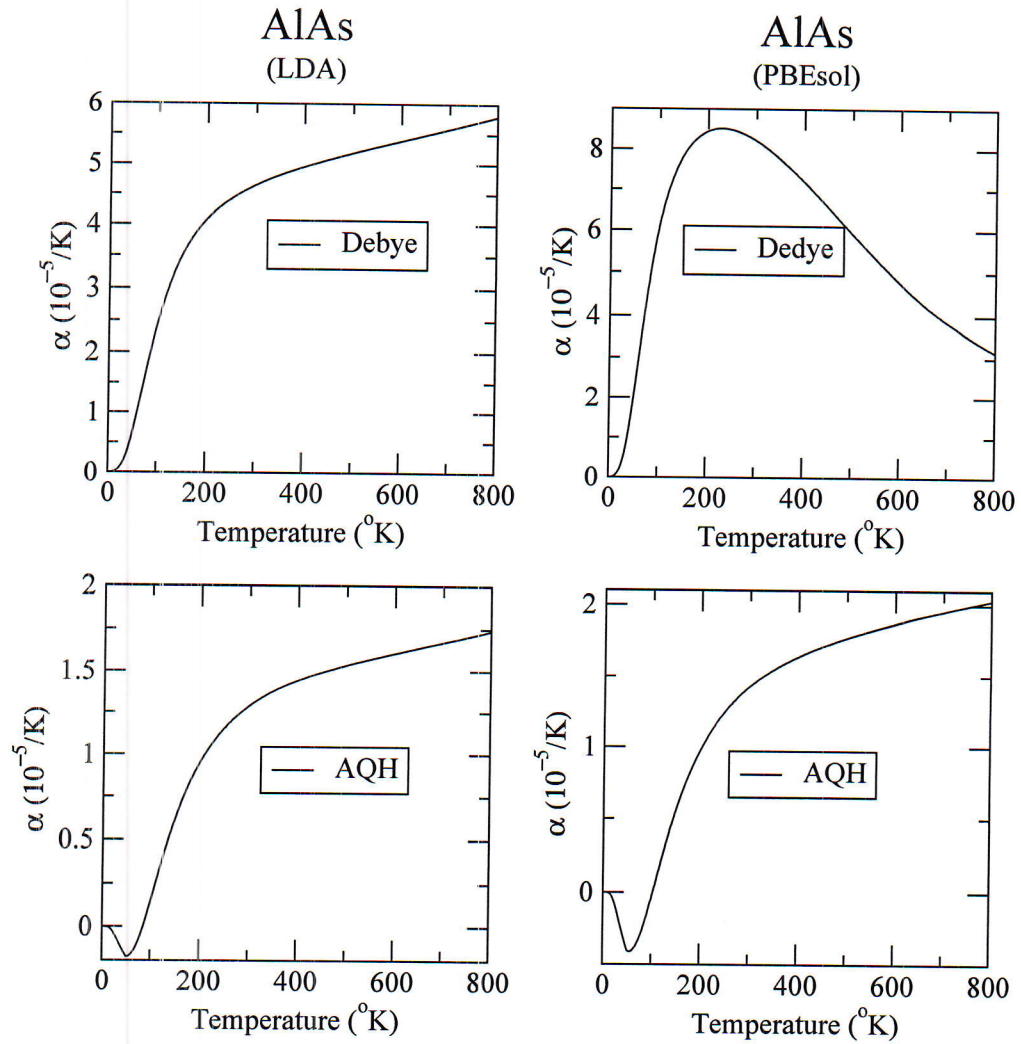 AlAs
(LDA)
6
5
4
3
2
1
0
α (10⁻⁵/K)
Debye
0 200 400 600 800
Temperature (°K)
AlAs
(PBEsol)
8
6
4
2
0
α (10⁻⁵/K)
Dedye
0 200 400 600 800
Temperature (°K)
2
1.5
1
0.5
0
α (10⁻⁵/K)
AQH
0 200 400 600 800
Temperature (°K)
2
1
0
α (10⁻⁵/K)
AQH
0 200 400 600 800
Temperature (°K)